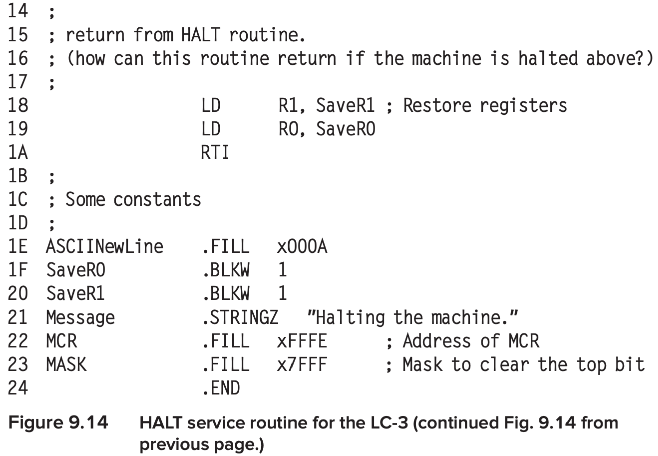 14 ;
15 ; return from HALT routine.
16 ; (how can this routine return if the machine is halted above?)
17 ;
18 LD R1, SaveR1 ; Restore registers
19 LD R0, SaveR0
1A RTI
1B ;
1C ; Some constants
1D ;
1E ASCIINewLine .FILL x000A
1F SaveR0 .BLKW 1
20 SaveR1 .BLKW 1
21 Message .STRINGZ "Halting the machine."
22 MCR .FILL xFFFE ; Address of MCR
23 MASK .FILL x7FFF ; Mask to clear the top bit
24 .END
Figure 9.14 HALT service routine for the LC-3 (continued Fig. 9.14 from
previous page.)